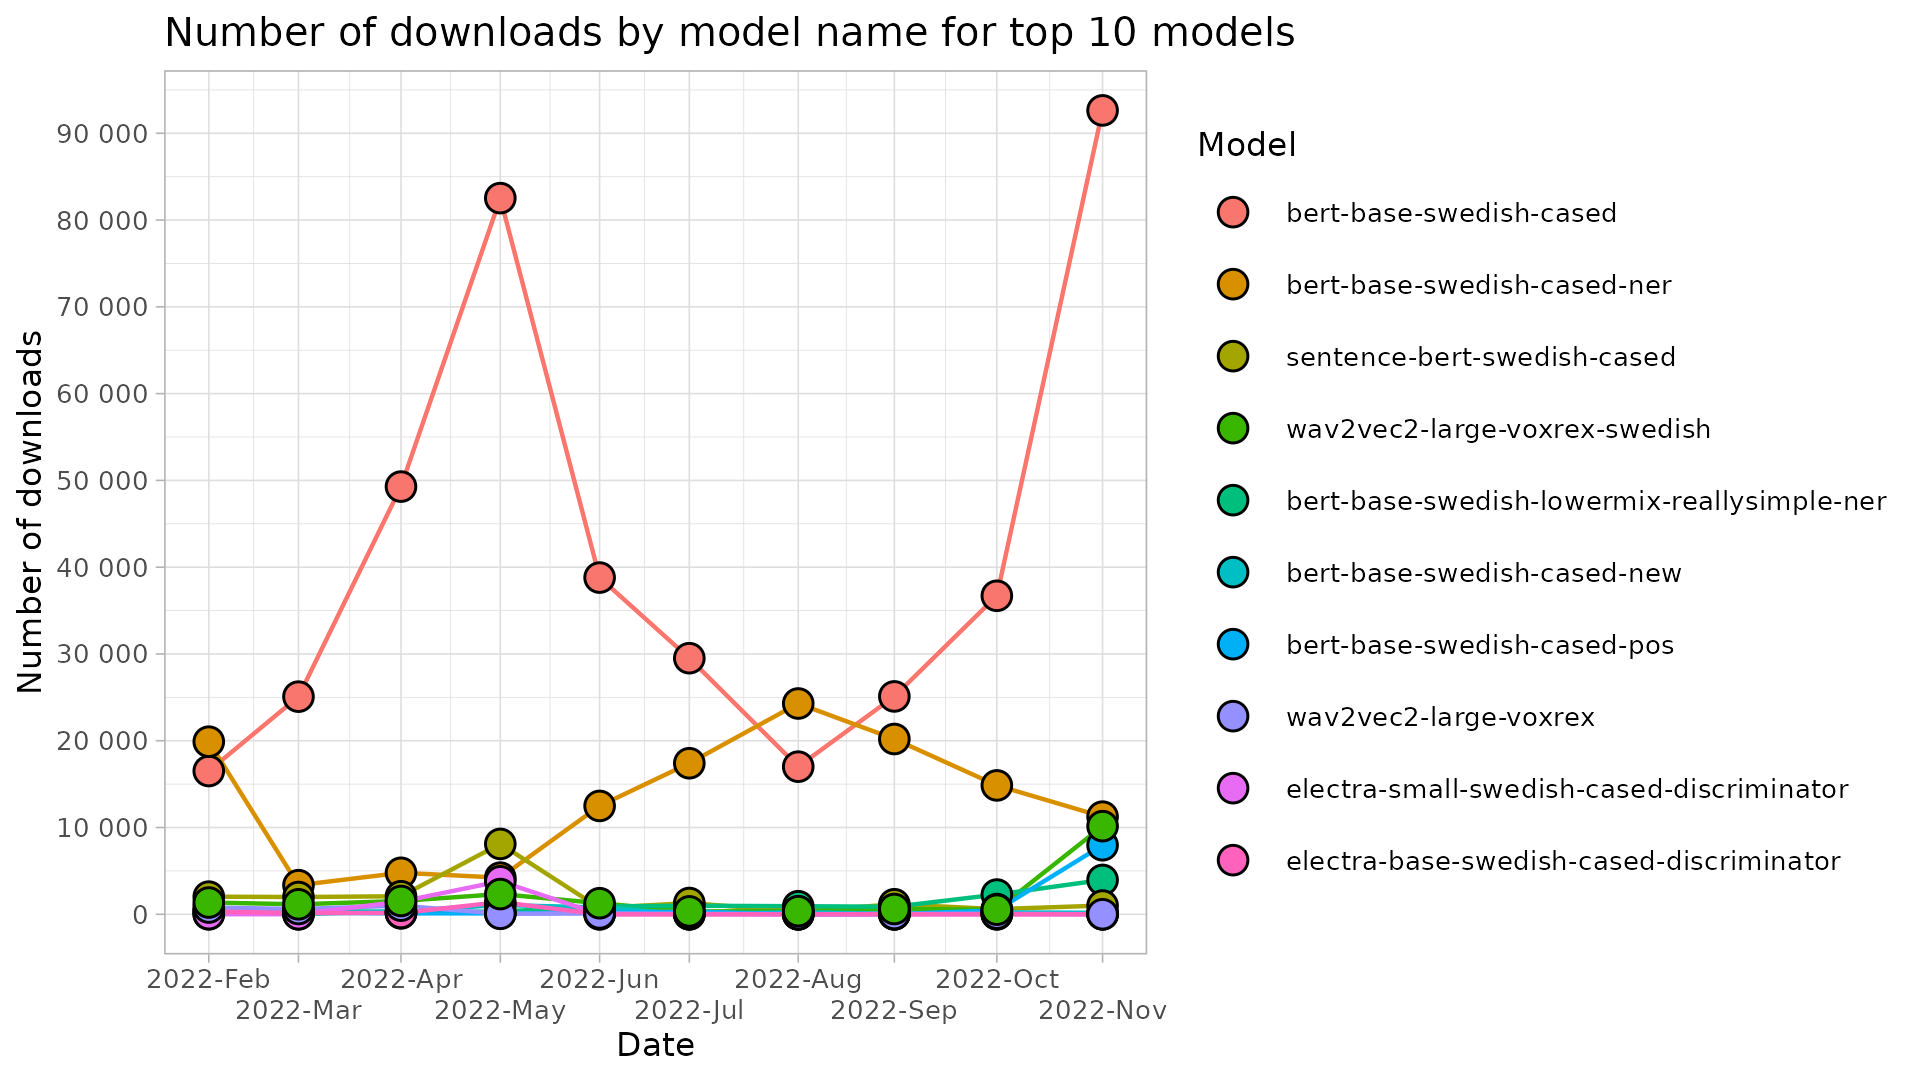 Number of downloads by model name for top 10 models
Number of downloads
90 000
80 000
70 000
60 000
50 000
40 000
30 000
20 000
10 000
0
2022-Feb
2022-Mar
2022-Apr
2022-May
2022-Jun
2022-Jul
2022-Aug
2022-Sep
2022-Oct
2022-Nov
Date
Model
bert-base-swedish-cased
bert-base-swedish-cased-ner
sentence-bert-swedish-cased
wav2vec2-large-voxrex-swedish
bert-base-swedish-lowermix-reallysimple-ner
bert-base-swedish-cased-new
bert-base-swedish-cased-pos
wav2vec2-large-voxrex
electra-small-swedish-cased-discriminator
electra-base-swedish-cased-discriminator